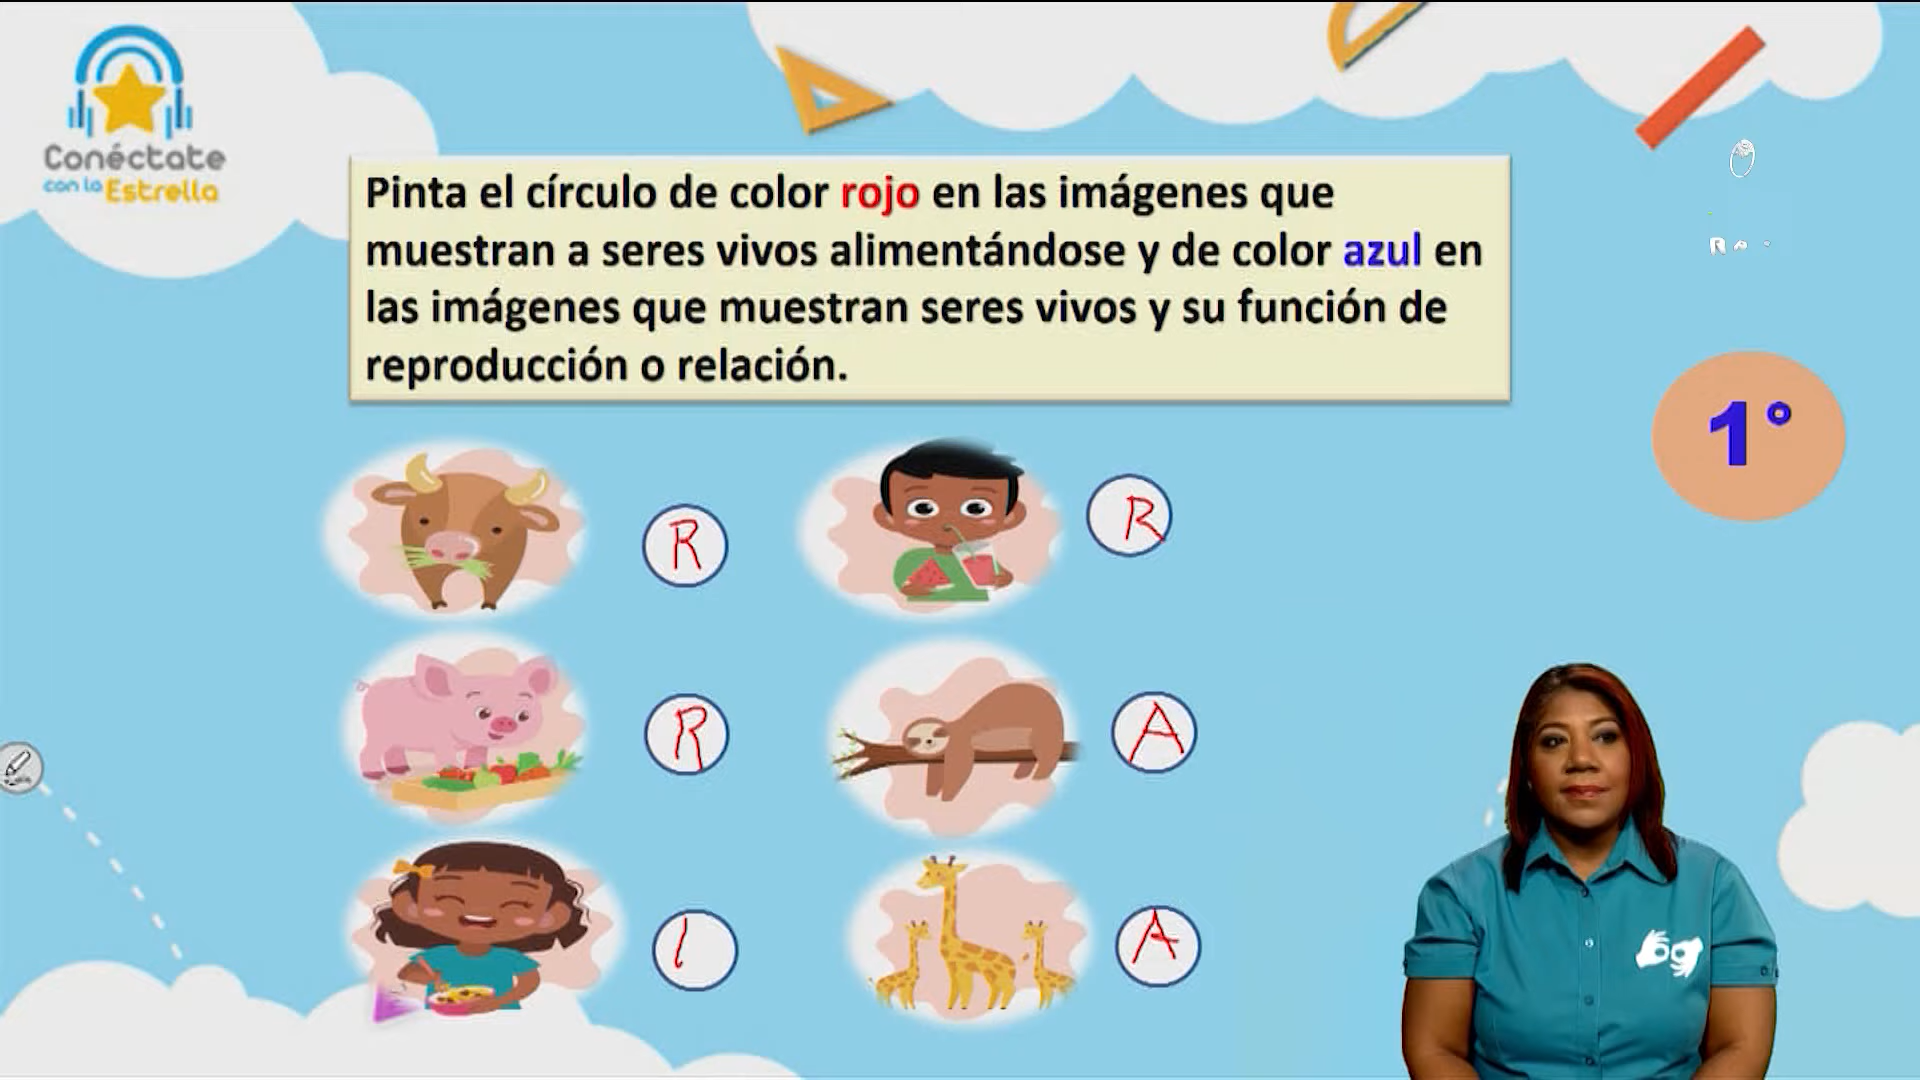 Conéctate
con la Estrella
Pinta el círculo de color rojo en las imágenes que
muestran a seres vivos alimentándose y de color azul en
las imágenes que muestran seres vivos y su función de
reproducción o relación.
1°
R
R
R
A
A